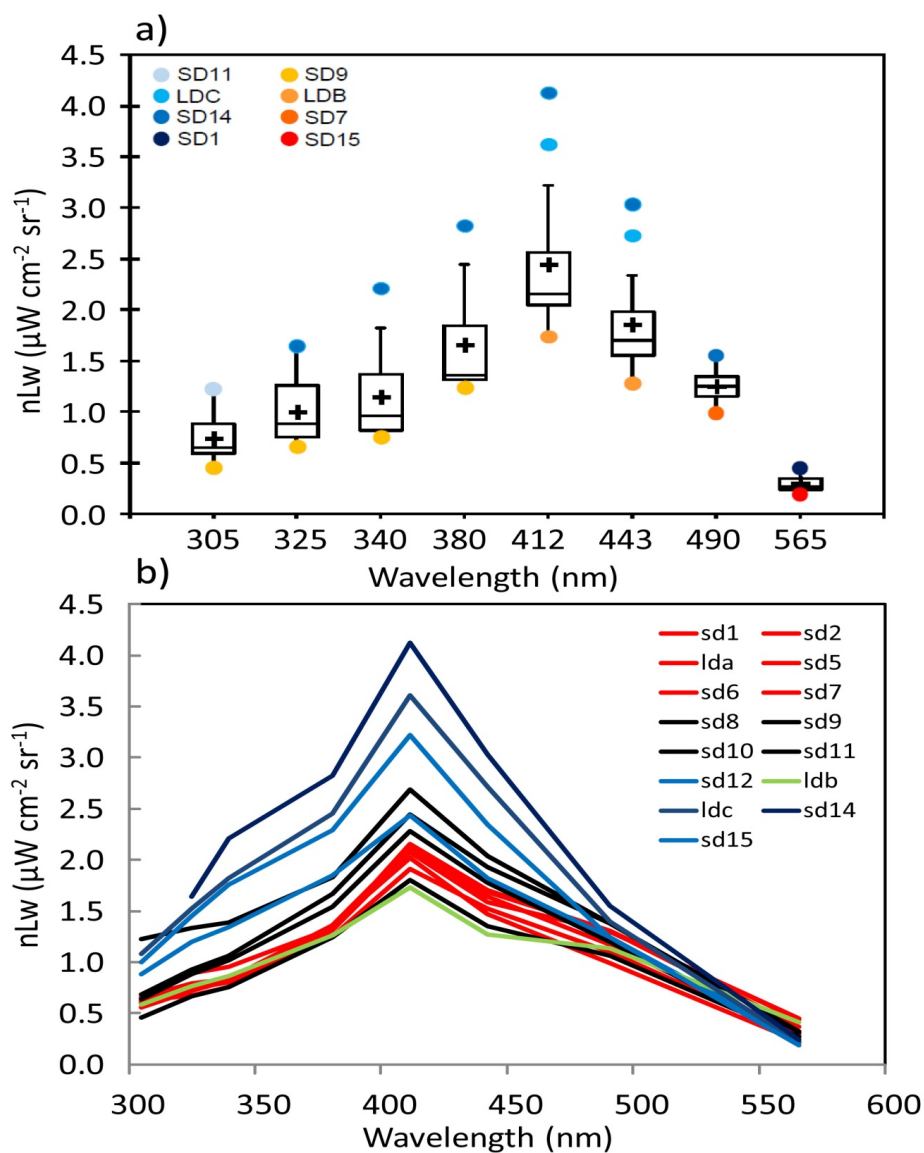 a)
4.5
4.0
3.5
3.0
2.5
2.0
1.5
1.0
0.5
0.0
nLw (µW cm-2 sr-1)
SD11 SD9
LDC LDB
SD14 SD7
SD1 SD15
305 325 340 380 412 443 490 565
Wavelength (nm)
b)
4.5
4.0
3.5
3.0
2.5
2.0
1.5
1.0
0.5
0.0
nLw (µW cm-2 sr-1)
sd1 sd2
lda sd5
sd6 sd7
sd8 sd9
sd10 sd11
sd12 ldb
ldc sd14
sd15
300 350 400 450 500 550 600
Wavelength (nm)